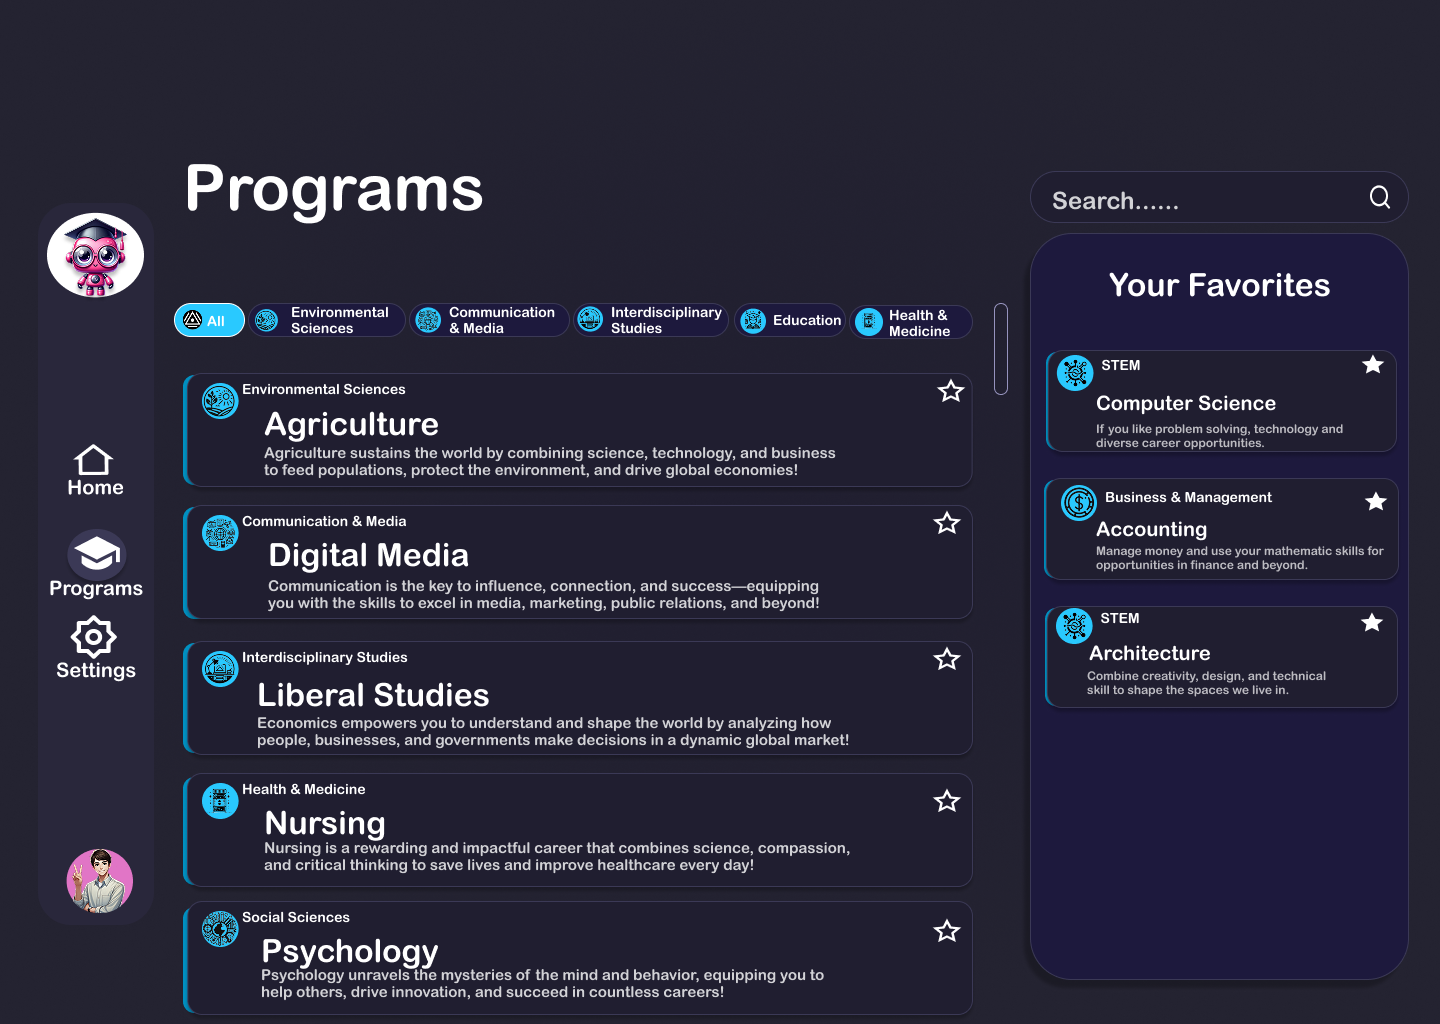 Programs
Search......
Home
Programs
Settings
All
Environmental
Sciences
Communication
& Media
Interdisciplinary
Studies
Education
Health &
Medicine
Environmental Sciences
Agriculture
Agriculture sustains the world by combining science, technology, and business
to feed populations, protect the environment, and drive global economies!
Communication & Media
Digital Media
Communication is the key to influence, connection, and success—equipping
you with the skills to excel in media, marketing, public relations, and beyond!
Interdisciplinary Studies
Liberal Studies
Economics empowers you to understand and shape the world by analyzing how
people, businesses, and governments make decisions in a dynamic global market!
Health & Medicine
Nursing
Nursing is a rewarding and impactful career that combines science, compassion,
and critical thinking to save lives and improve healthcare every day!
Social Sciences
Psychology
Psychology unravels the mysteries of the mind and behavior, equipping you to
help others, drive innovation, and succeed in countless careers!
Your Favorites
STEM
Computer Science
If you like problem solving, technology and
diverse career opportunities.
Business & Management
Accounting
Manage money and use your mathematic skills for
opportunities in finance and beyond.
STEM
Architecture
Combine creativity, design, and technical
skill to shape the spaces we live in.